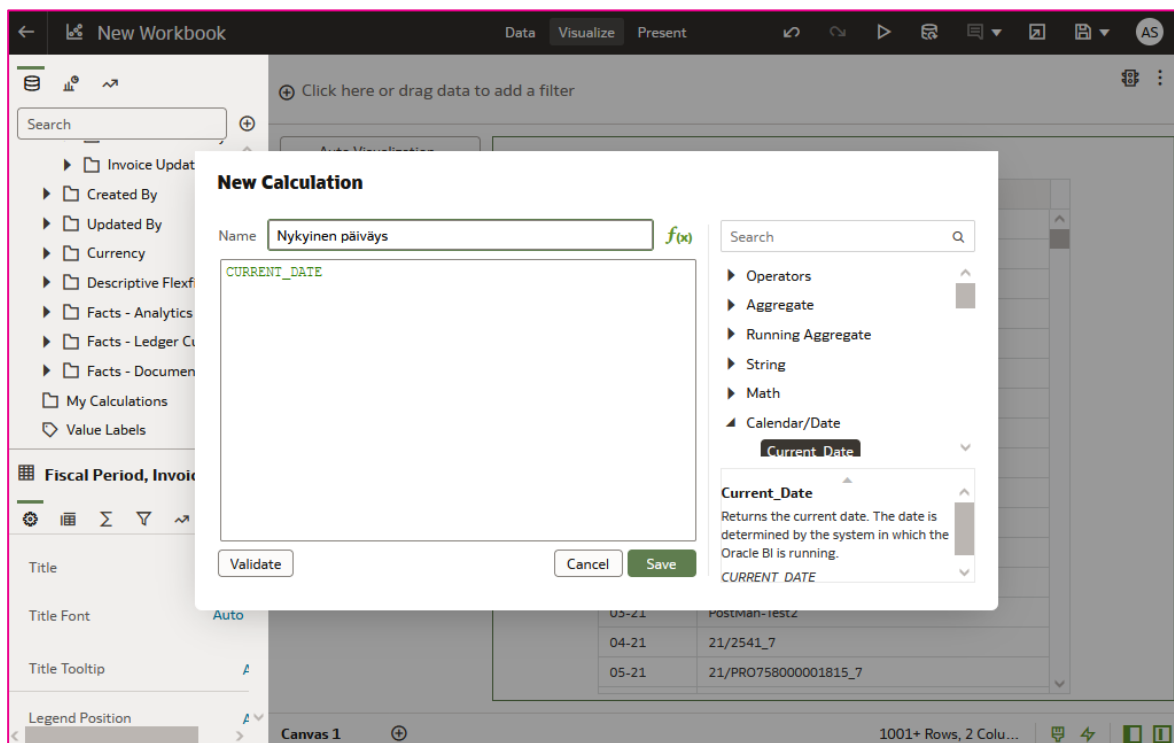 New Workbook
Data Visualize Present
AS
Search
Click here or drag data to add a filter
Invoice Updat
Created By
Updated By
Currency
Descriptive Flexf
Facts - Analytics
Facts - Ledger Cu
Facts - Documen
My Calculations
Value Labels
Fiscal Period, Invoic
Title
Title Font Auto
Title Tooltip A
Legend Position A
New Calculation
Name Nykyinen päiväys f(x)
CURRENT_DATE
Validate Cancel Save
Search
Operators
Aggregate
Running Aggregate
String
Math
Calendar/Date
Current_Date
Current_Date
Returns the current date. The date is
determined by the system in which the
Oracle BI is running.
CURRENT_DATE
03-21 PostMan-Test2
04-21 21/2541_7
05-21 21/PRO758000001815_7
Canvas 1
1001+ Rows, 2 Colu...